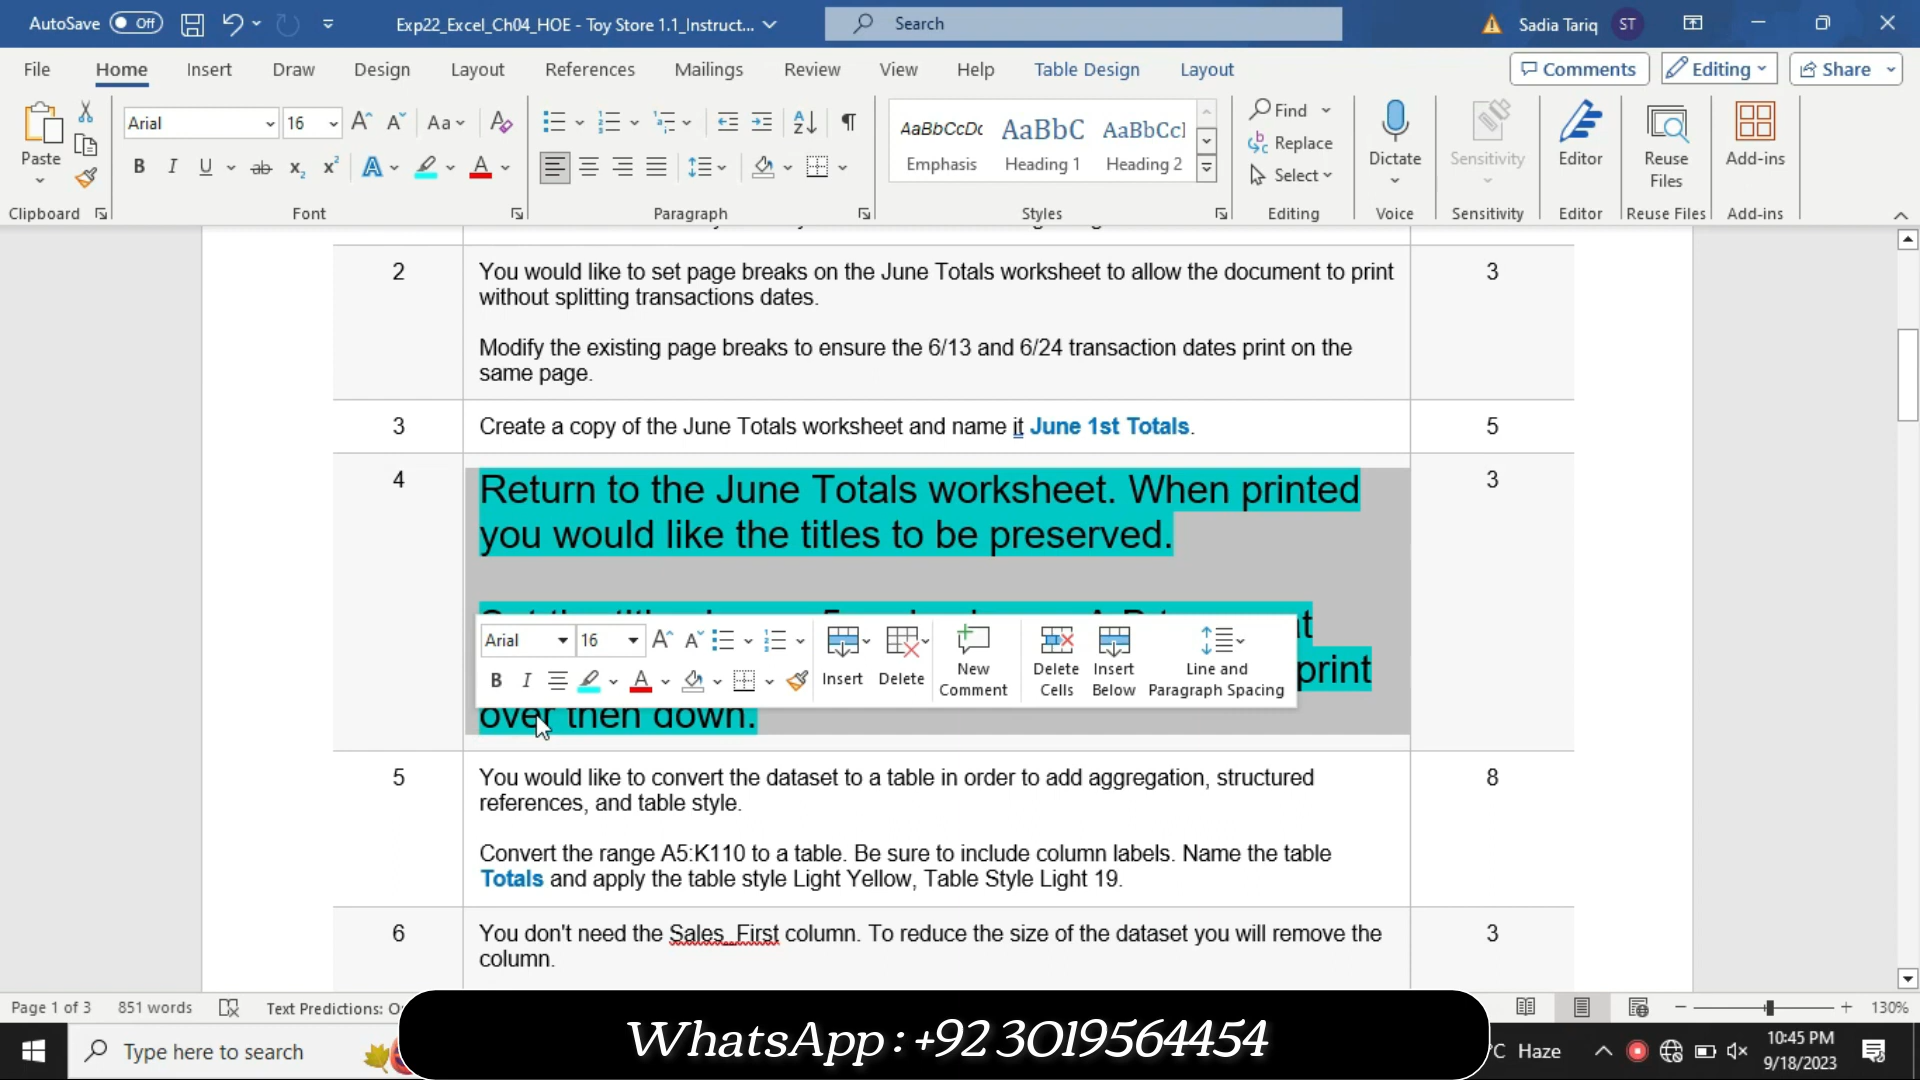 AutoSave Off
Exp22_Excel_Ch04_HOE - Toy Store 1.1_Instruct...
Search
Sadia Tariq ST
File Home Insert Draw Design Layout References Mailings Review View Help Table Design Layout
Comments Editing Share
Paste
Arial 16 Aa
AaBbCcDc AaBbC AaBbCcI
Emphasis Heading 1 Heading 2
Find
Replace
Select
Dictate
Sensitivity
Editor
Reuse
Files
Add-ins
Clipboard Font Paragraph Styles Editing Voice Sensitivity Editor Reuse Files Add-ins
2 You would like to set page breaks on the June Totals worksheet to allow the document to print 3
without splitting transactions dates.
Modify the existing page breaks to ensure the 6/13 and 6/24 transaction dates print on the
same page.
3 Create a copy of the June Totals worksheet and name it June 1st Totals. 5
4 Return to the June Totals worksheet. When printed 3
you would like the titles to be preserved.
Arial 16
Insert Delete
New
Comment
Delete
Cells
Insert
Below
Line and
Paragraph Spacing
print
over then down.
5 You would like to convert the dataset to a table in order to add aggregation, structured 8
references, and table style.
Convert the range A5:K110 to a table. Be sure to include column labels. Name the table
Totals and apply the table style Light Yellow, Table Style Light 19.
6 You don't need the Sales_First column. To reduce the size of the dataset you will remove the 3
column.
Page 1 of 3 851 words Text Predictions: 130%
WhatsApp : +92 3019564454
Type here to search
°C Haze
10:45 PM
9/18/2023